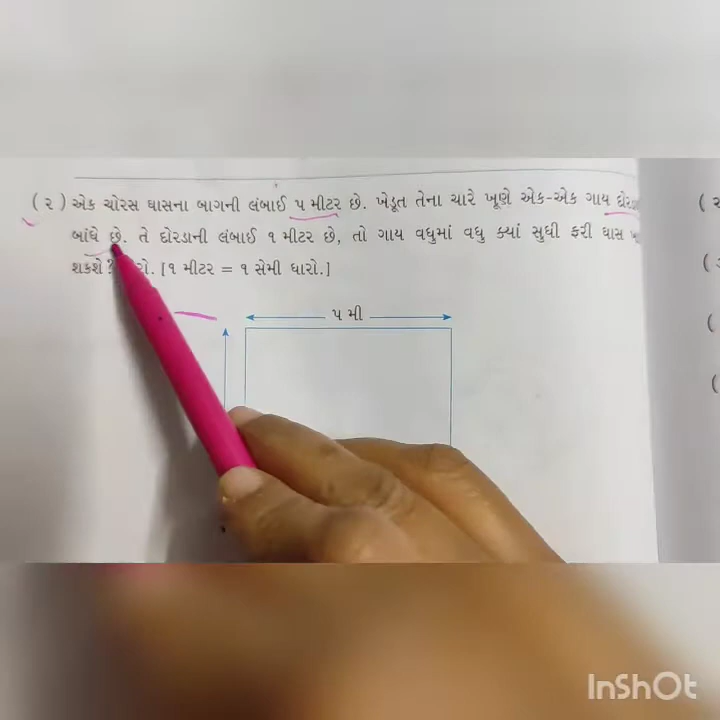 (૨) એક ચોરસ ઘાસના બાગની લંબાઈ ૫ મીટર છે. ખેડૂત તેના ચારે ખૂણે એક-એક ગાય
બાંધે છે. તે દોરડાની લંબાઈ ૧ મીટર છે, તો ગાય વધુમાં વધુ ક્યાં સુધી ફરી ઘાસ
શકશે? [૧ મીટર = ૧ સેમી ધારો.]
૫ મી
InShOt